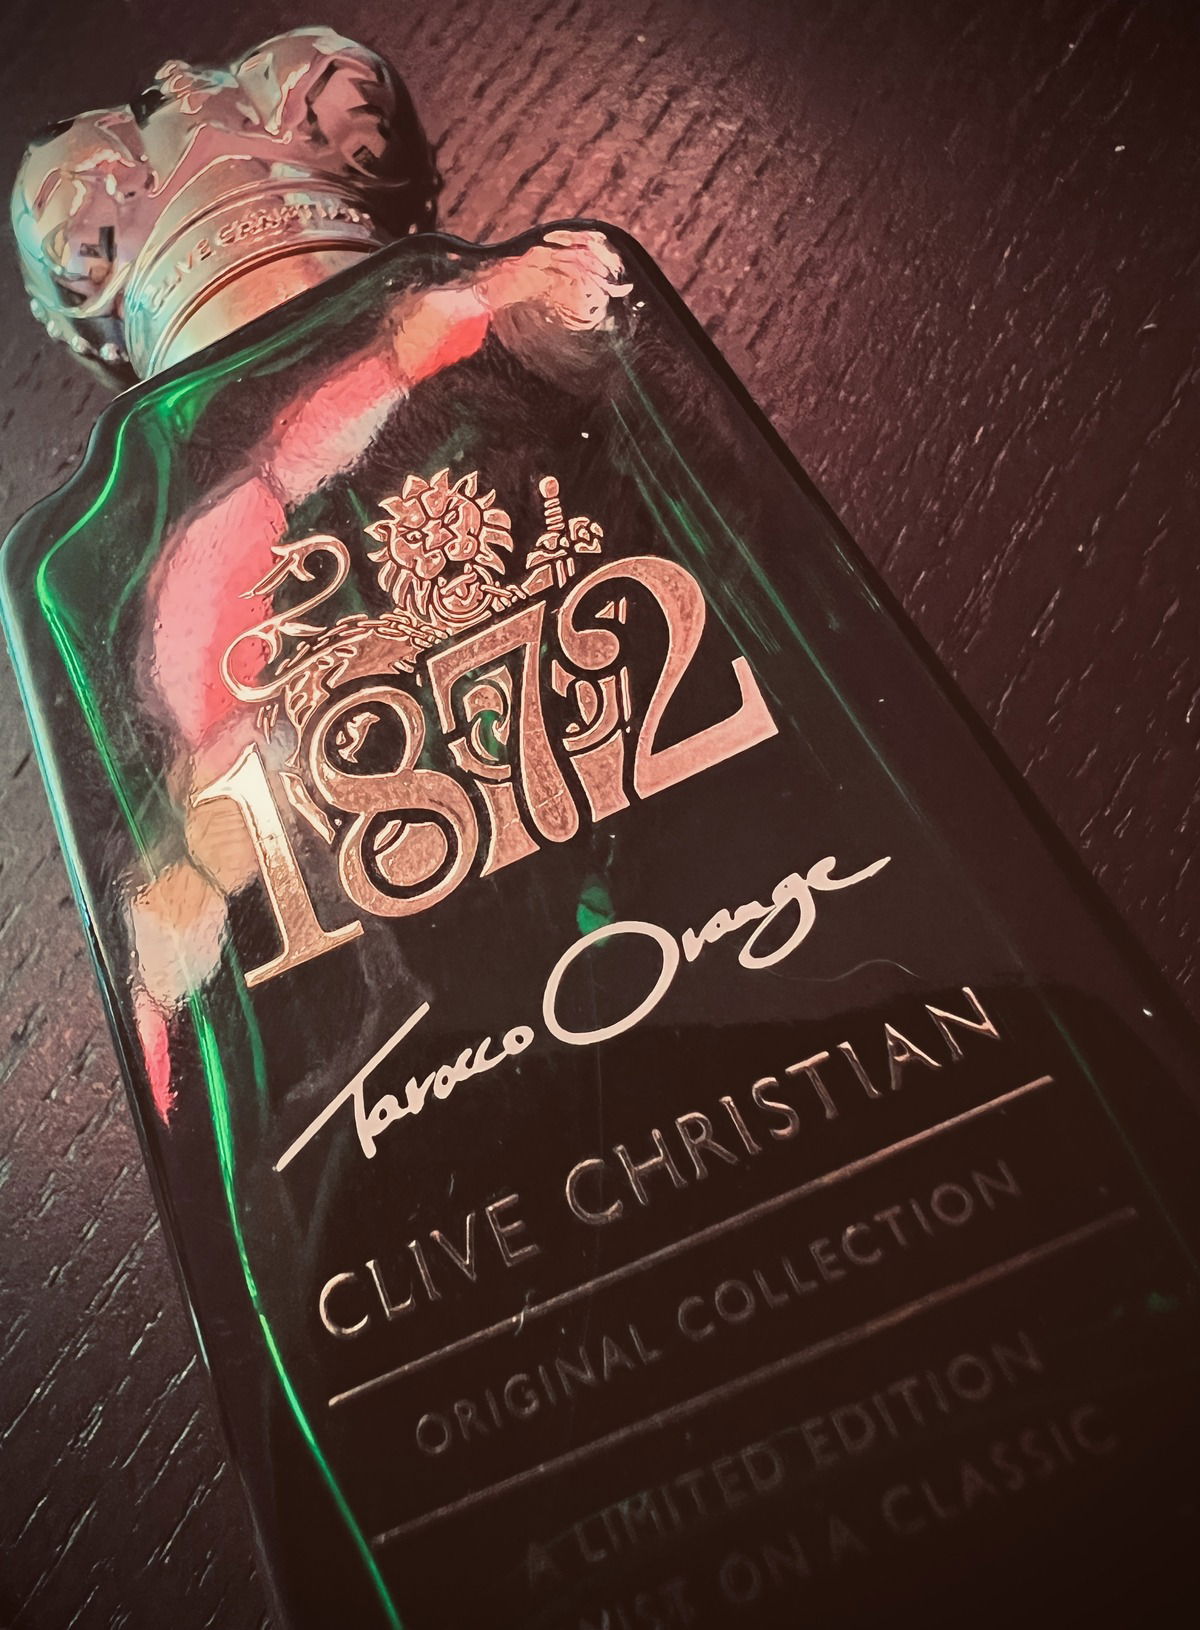 CLIVE CHRISTIAN
1872
Tarocco Orange
CLIVE CHRISTIAN
ORIGINAL COLLECTION
A LIMITED EDITION
ON A CLASSIC